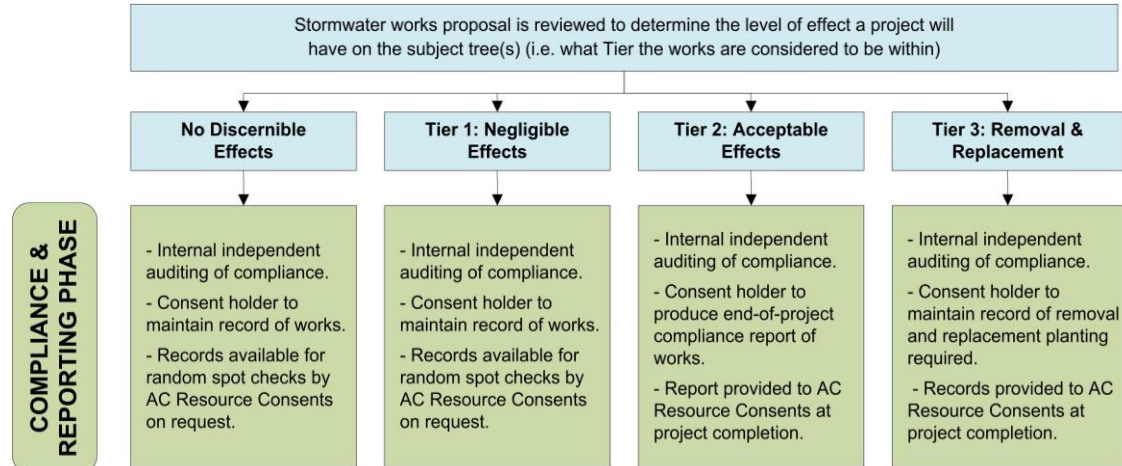 Stormwater works proposal is reviewed to determine the level of effect a project will
have on the subject tree(s) (i.e. what Tier the works are considered to be within)
No Discernible
Effects
Tier 1: Negligible
Effects
Tier 2: Acceptable
Effects
Tier 3: Removal &
Replacement
COMPLIANCE &
REPORTING PHASE
- Internal independent
auditing of compliance.
- Consent holder to
maintain record of works.
- Records available for
random spot checks by
AC Resource Consents
on request.
- Internal independent
auditing of compliance.
- Consent holder to
maintain record of works.
- Records available for
random spot checks by
AC Resource Consents
on request.
- Internal independent
auditing of compliance.
- Consent holder to
produce end-of-project
compliance report of
works.
- Report provided to AC
Resource Consents at
project completion.
- Internal independent
auditing of compliance.
- Consent holder to
maintain record of removal
and replacement planting
required.
- Records provided to AC
Resource Consents at
project completion.